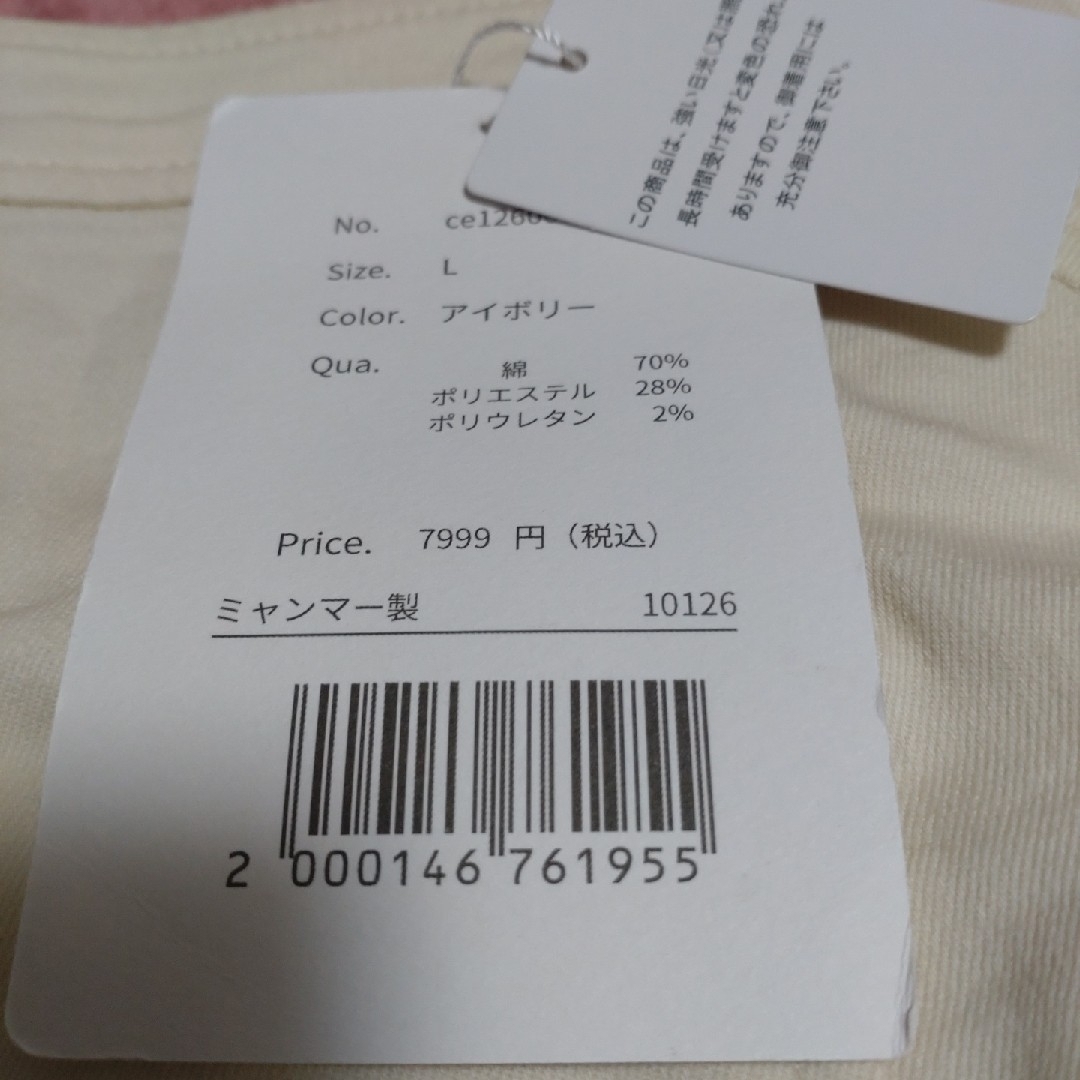 この商品は、強い日光(又は
長時間受けますと変色の恐れ
ありますので、御着用には
充分御注意下さい。
No. ce1260
Size. L
Color. アイボリー
Qua. 綿 70%
ポリエステル 28%
ポリウレタン 2%
Price. 7999 円(税込)
ミャンマー製 10126
2 000146 761955